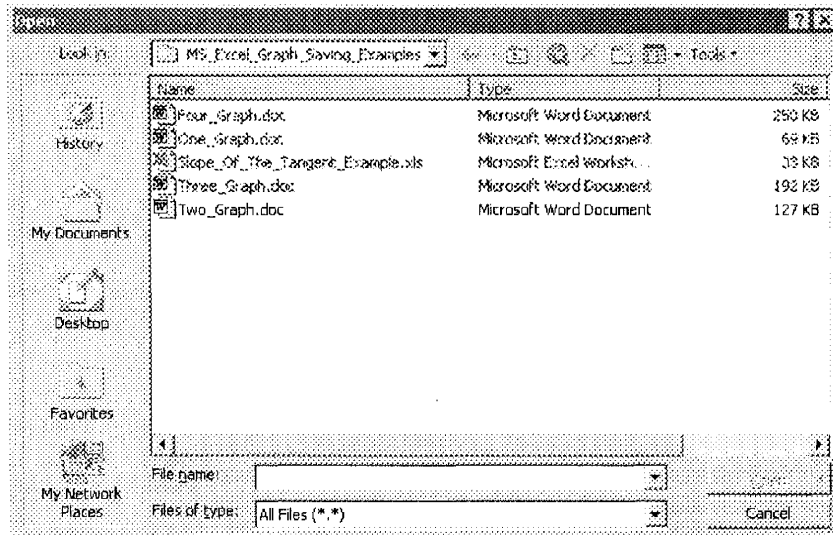 Open
Look in: MS_Excel_Graph_Saving_Examples Tools
Name Type Size
Four_Graph.doc Microsoft Word Document 250 KB
One_Graph.doc Microsoft Word Document 69 KB
Slope_Of_The_Tangent_Example.xls Microsoft Excel Worksh... KB
Three_Graph.doc Microsoft Word Document KB
Two_Graph.doc Microsoft Word Document 127 KB
History
My Documents
Desktop
Favorites
My Network
Places
File name:
Files of type: All Files (*.*)
Open
Cancel